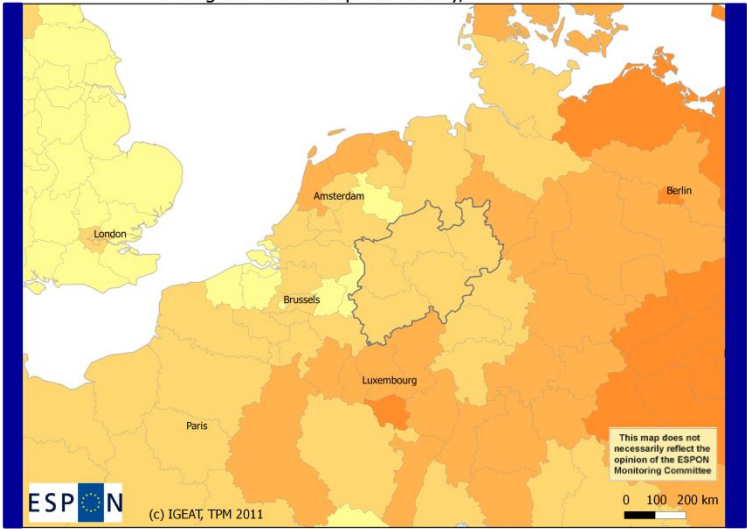 Amsterdam
Berlin
London
Brussels
Luxembourg
Paris
This map does not
necessarily reflect the
opinion of the ESPON
Monitoring Committee
ESPON
(c) IGEAT, TPM 2011
0 100 200 km